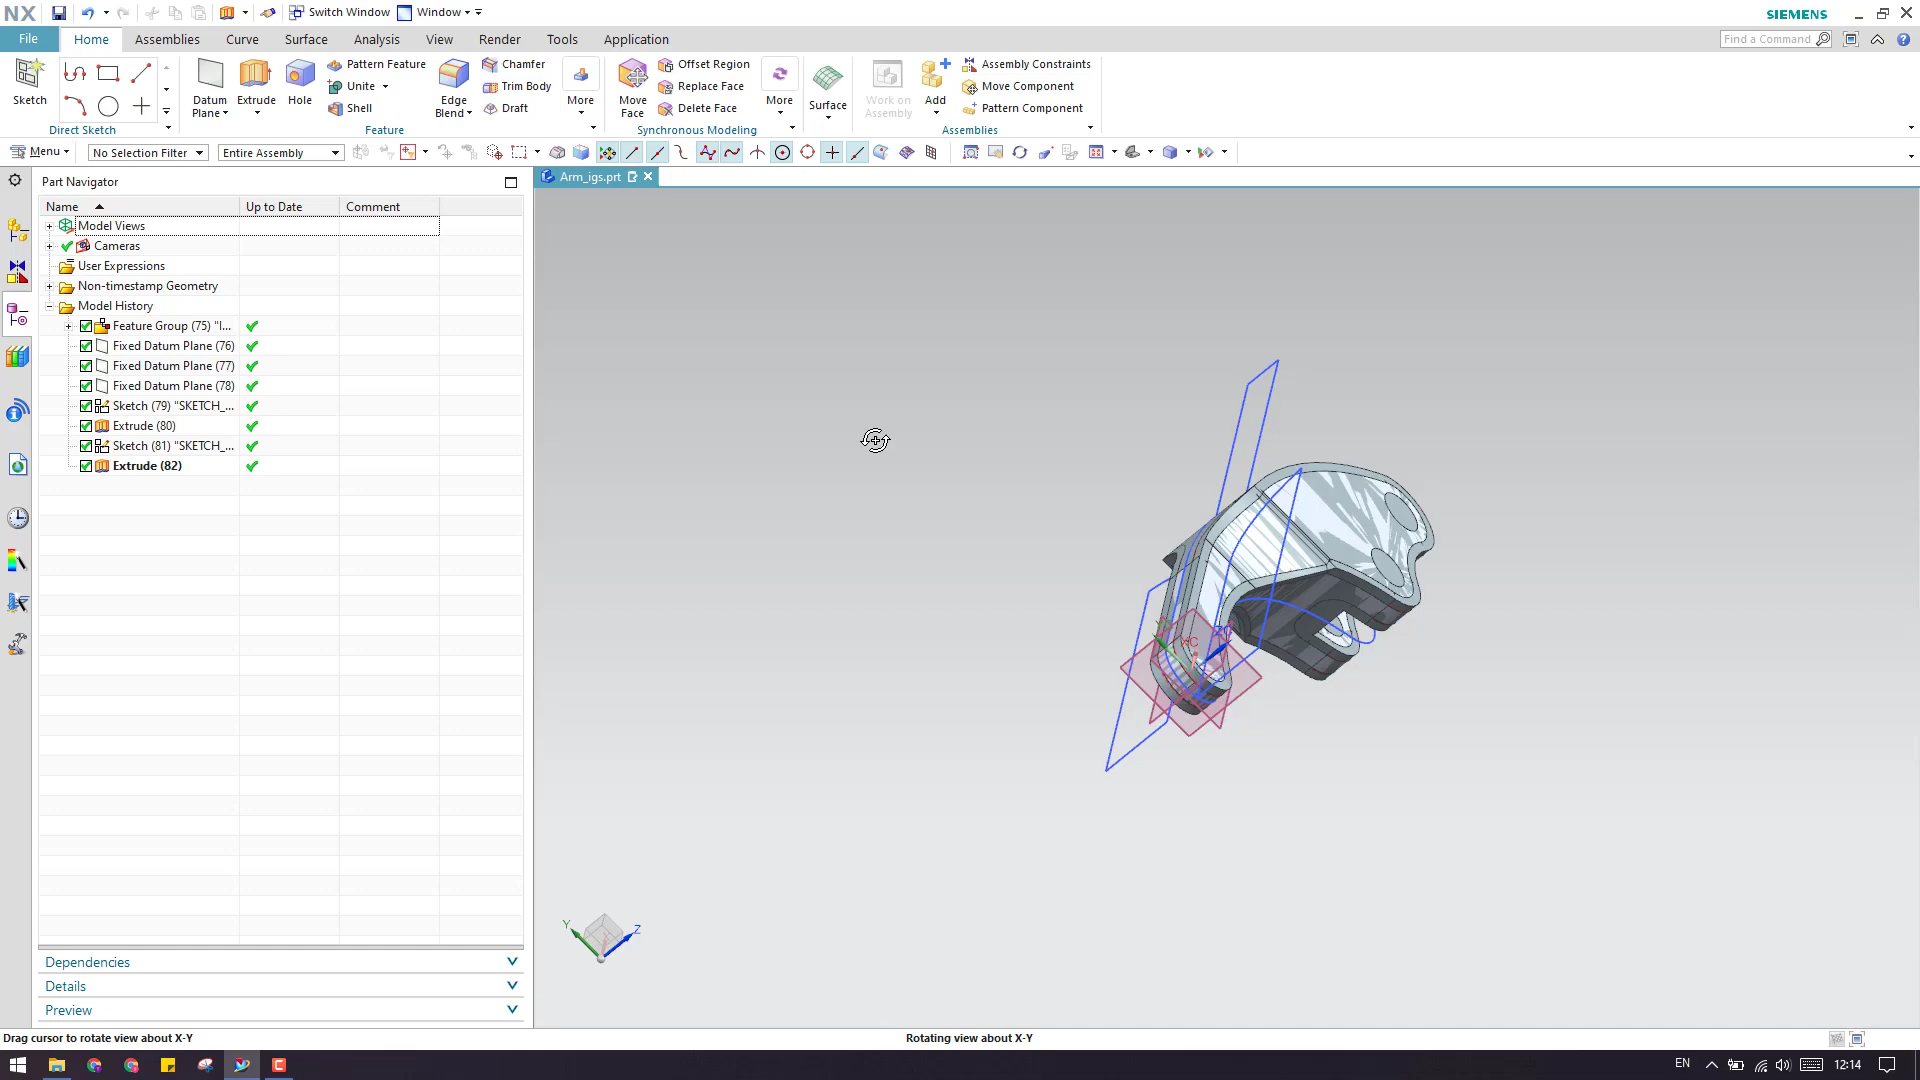 NX
Switch Window
Window
SIEMENS
File
Home
Assemblies
Curve
Surface
Analysis
View
Render
Tools
Application
Find a Command
Sketch
Direct Sketch
Datum
Plane
Extrude
Hole
Pattern Feature
Unite
Shell
Edge
Blend
Chamfer
Trim Body
Draft
More
Feature
Move
Face
Offset Region
Replace Face
Delete Face
More
Synchronous Modeling
Surface
Work on
Assembly
Add
Assembly Constraints
Move Component
Pattern Component
Assemblies
Menu
No Selection Filter
Entire Assembly
Part Navigator
Arm_igs.prt
Name
Up to Date
Comment
Model Views
Cameras
User Expressions
Non-timestamp Geometry
Model History
Feature Group (75) "I...
Fixed Datum Plane (76)
Fixed Datum Plane (77)
Fixed Datum Plane (78)
Sketch (79) "SKETCH_...
Extrude (80)
Sketch (81) "SKETCH_...
Extrude (82)
XC
Y
Z
Dependencies
Details
Preview
Drag cursor to rotate view about X-Y
Rotating view about X-Y
EN
12:14